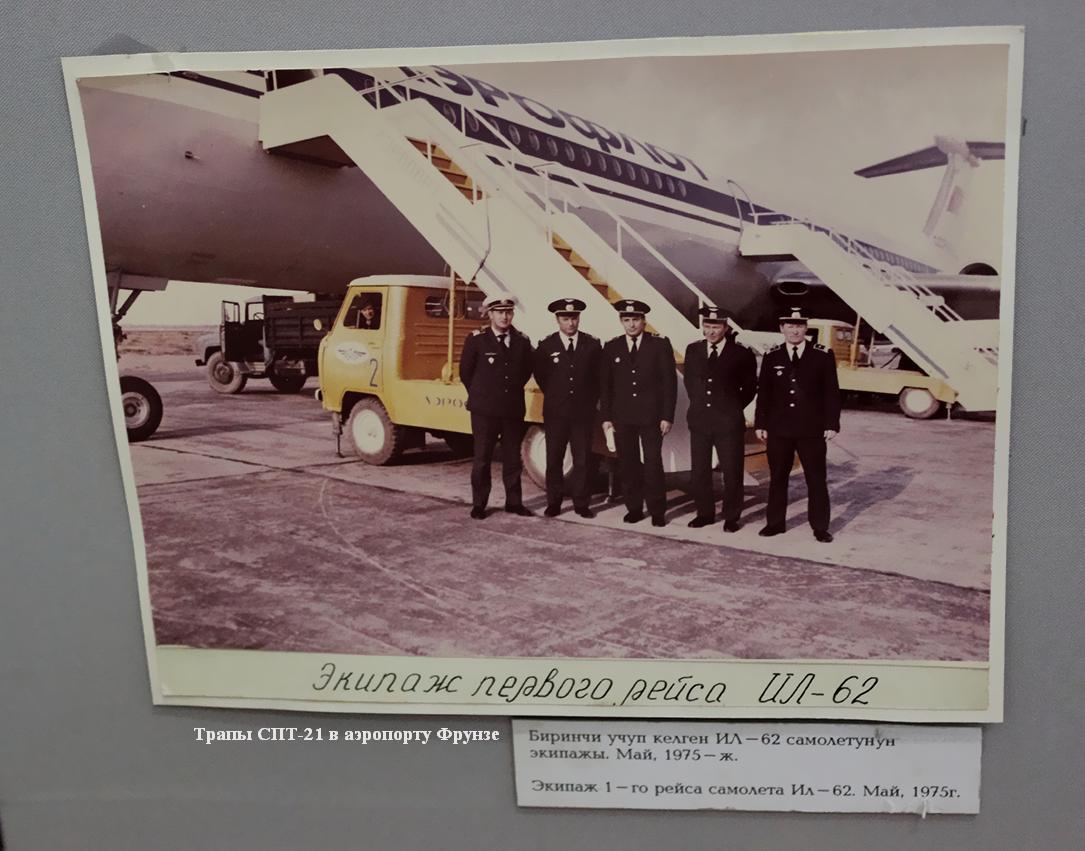 АЭРОФЛОТ
2
АЭРО
Экипаж первого рейса ИЛ-62
Трапы СПТ-21 в аэропорту Фрунзе
Биринчи учуп келген ИЛ-62 самолетунун
экипажы. Май, 1975-ж.
Экипаж 1-го рейса самолета Ил-62. Май, 1975г.